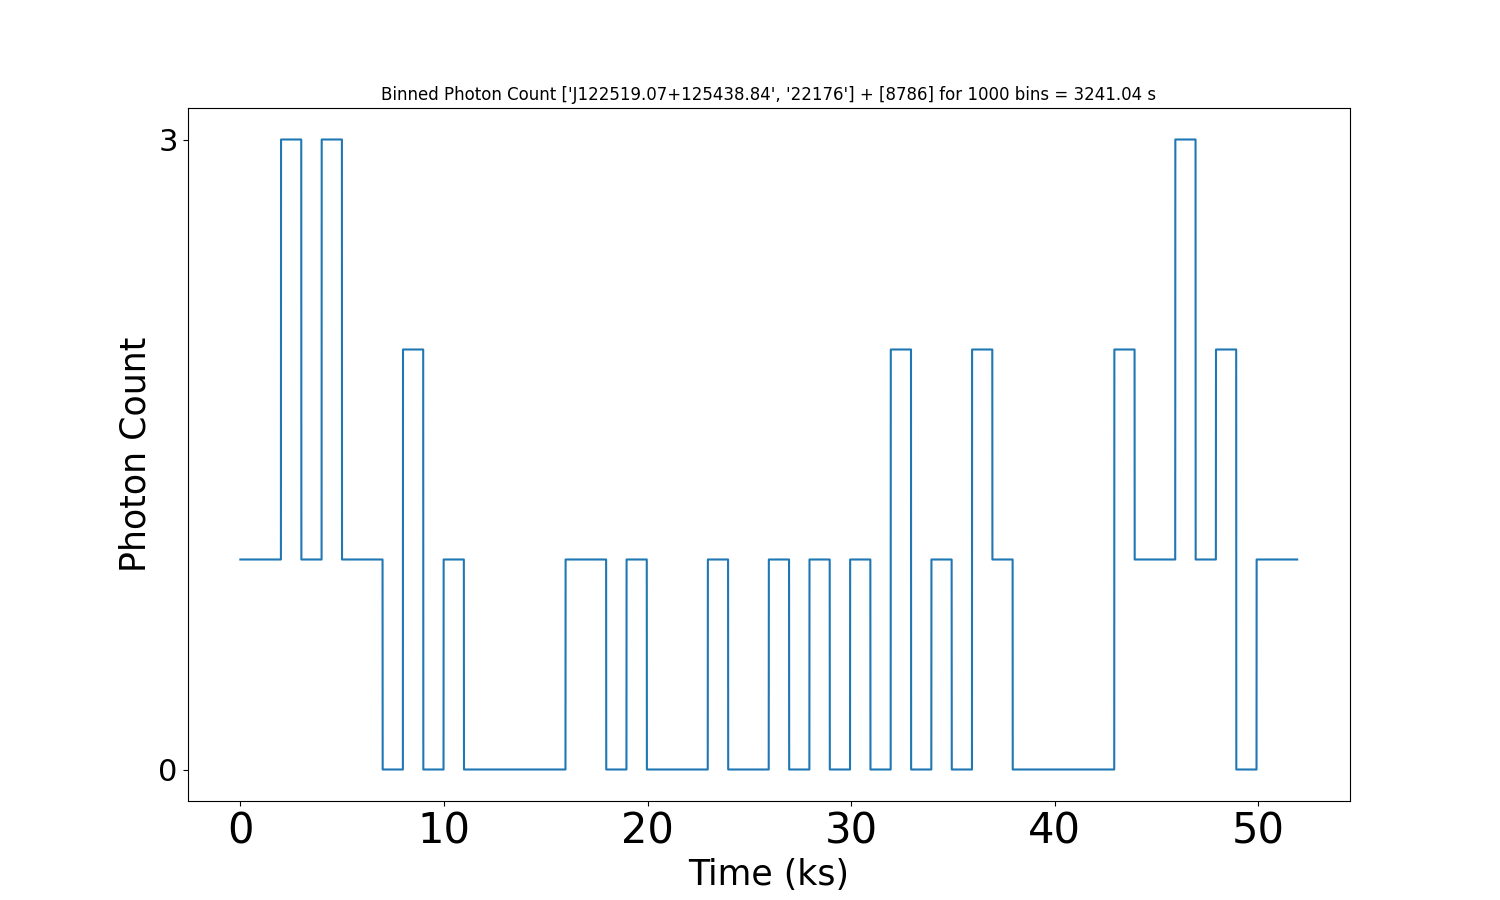 Binned Photon Count ['J122519.07+125438.84', '22176'] + [8786] for 1000 bins = 3241.04 s
3
Photon Count
0
0 10 20 30 40 50
Time (ks)